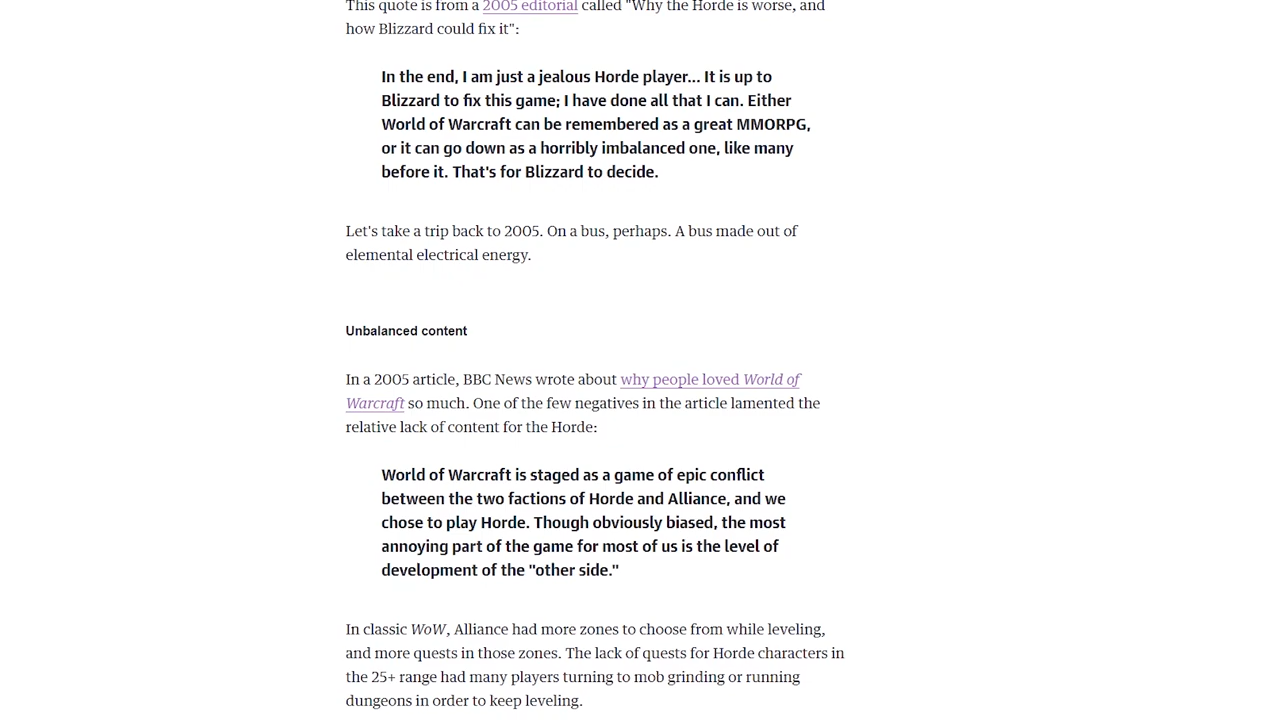 This quote is from a 2005 editorial called "Why the Horde is worse, and
how Blizzard could fix it":
In the end, I am just a jealous Horde player... It is up to
Blizzard to fix this game; I have done all that I can. Either
World of Warcraft can be remembered as a great MMORPG,
or it can go down as a horribly imbalanced one, like many
before it. That's for Blizzard to decide.
Let's take a trip back to 2005. On a bus, perhaps. A bus made out of
elemental electrical energy.
Unbalanced content
In a 2005 article, BBC News wrote about why people loved World of
Warcraft so much. One of the few negatives in the article lamented the
relative lack of content for the Horde:
World of Warcraft is staged as a game of epic conflict
between the two factions of Horde and Alliance, and we
chose to play Horde. Though obviously biased, the most
annoying part of the game for most of us is the level of
development of the "other side."
In classic WoW, Alliance had more zones to choose from while leveling,
and more quests in those zones. The lack of quests for Horde characters in
the 25+ range had many players turning to mob grinding or running
dungeons in order to keep leveling.